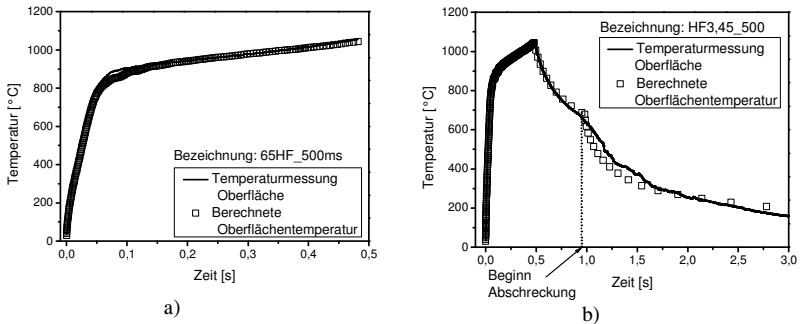 1200
1000
800
600
400
200
0
Temperatur [°C]
Bezeichnung: 65HF_500ms
Temperaturmessung
Oberfläche
Berechnete
Oberflächentemperatur
0,0 0,1 0,2 0,3 0,4 0,5
Zeit [s]
a)
1200
1000
800
600
400
200
0
Temperatur [°C]
Bezeichnung: HF3,45_500
Temperaturmessung
Oberfläche
Berechnete
Oberflächentemperatur
0,0 0,5 1,0 1,5 2,0 2,5 3,0
Beginn
Abschreckung
Zeit [s]
b)